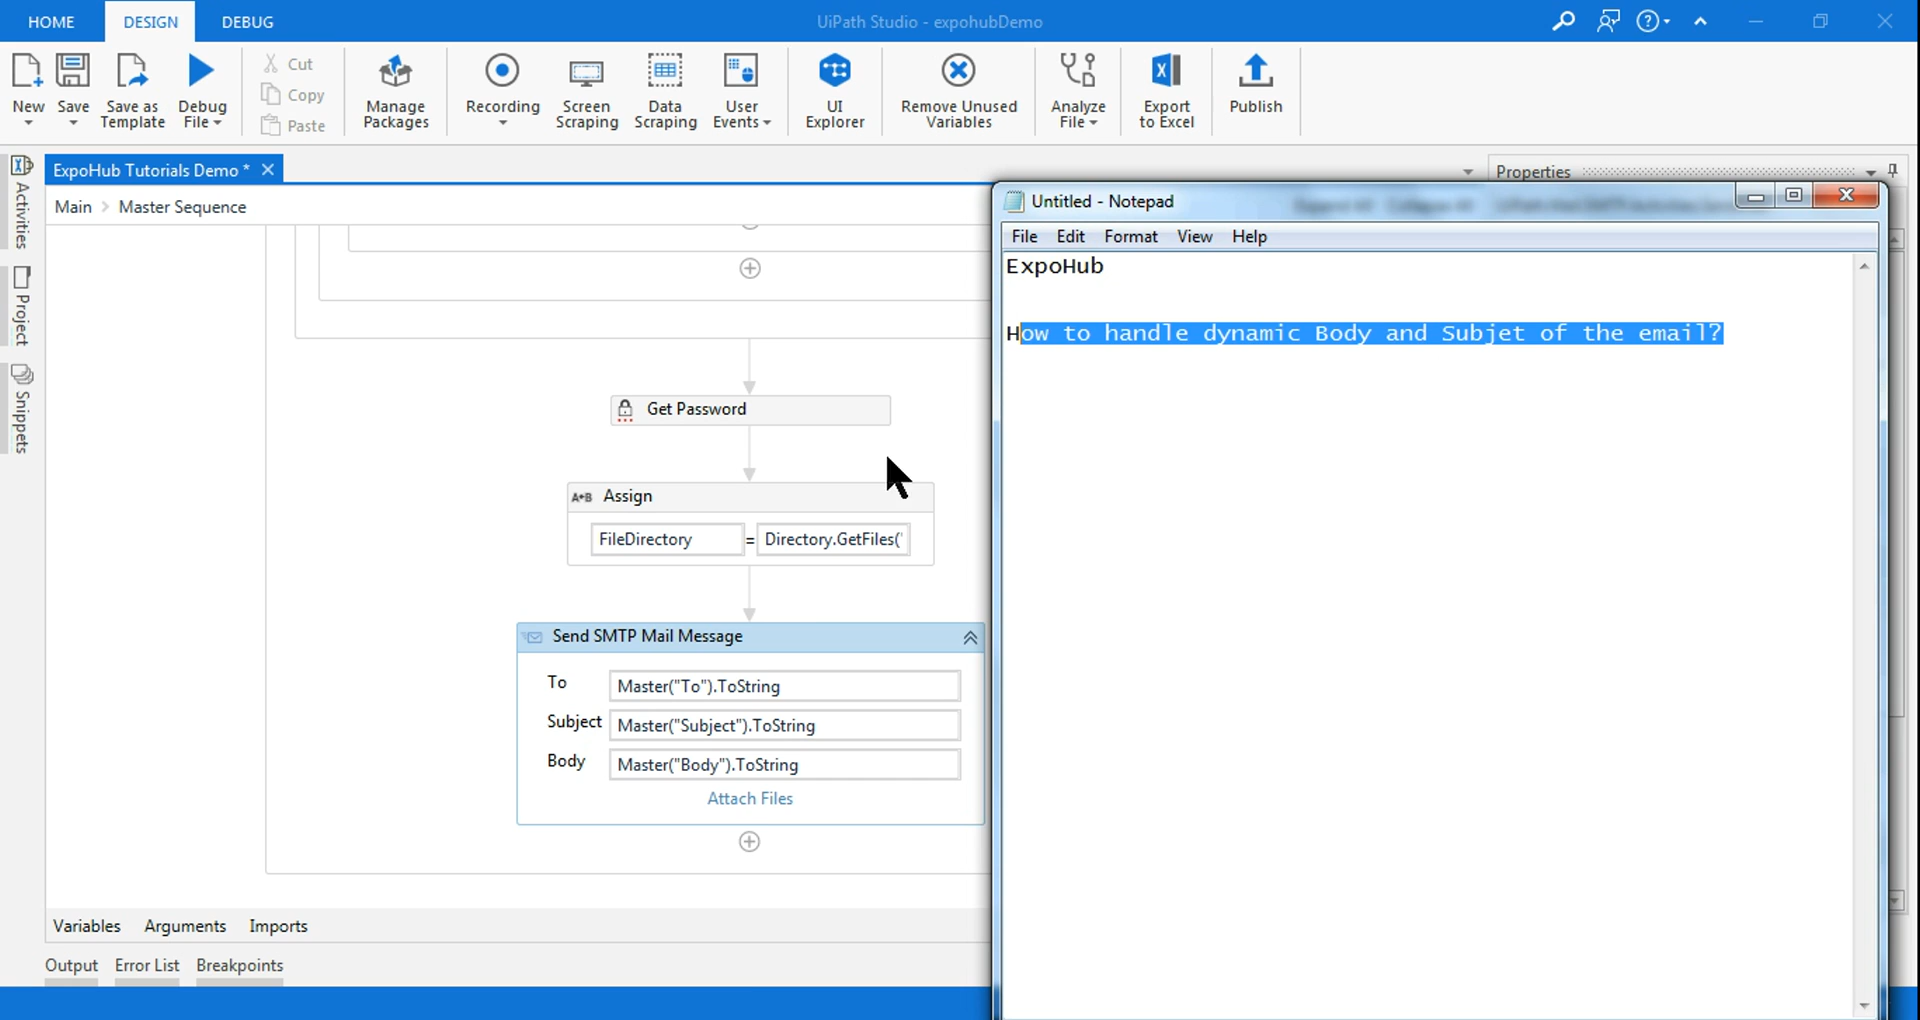 HOME DESIGN DEBUG UiPath Studio - expohubDemo
New Save Save as Template Debug File Cut Copy Paste Manage Packages Recording Screen Scraping Data Scraping User Events UI Explorer Remove Unused Variables Analyze File Export to Excel Publish
ExpoHub Tutorials Demo * Properties
Main > Master Sequence
Activities
Project
Snippets
Get Password
A+B Assign
FileDirectory = Directory.GetFiles('
Send SMTP Mail Message
To Master("To").ToString
Subject Master("Subject").ToString
Body Master("Body").ToString
Attach Files
Variables Arguments Imports
Output Error List Breakpoints
Untitled - Notepad
File Edit Format View Help
ExpoHub
How to handle dynamic Body and Subjet of the email?